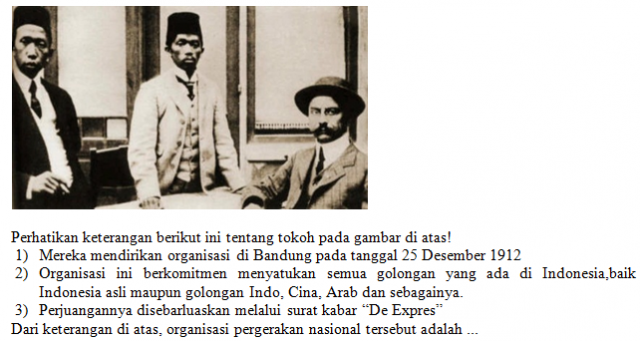 Perhatikan keterangan berikut ini tentang tokoh pada gambar di atas!
1) Mereka mendirikan organisasi di Bandung pada tanggal 25 Desember 1912
2) Organisasi ini berkomitmen menyatukan semua golongan yang ada di Indonesia,baik
Indonesia asli maupun golongan Indo, Cina, Arab dan sebagainya.
3) Perjuangannya disebarluaskan melalui surat kabar “De Expres”
Dari keterangan di atas, organisasi pergerakan nasional tersebut adalah ...